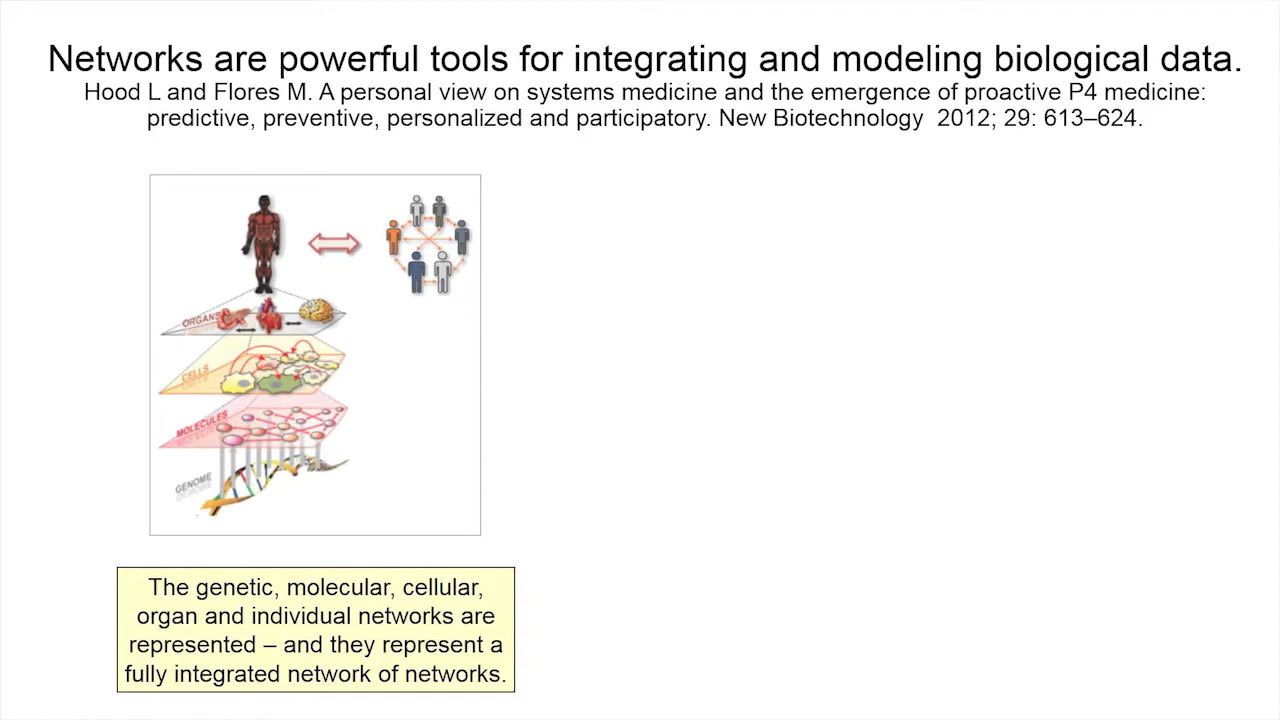 Networks are powerful tools for integrating and modeling biological data.
Hood L and Flores M. A personal view on systems medicine and the emergence of proactive P4 medicine:
predictive, preventive, personalized and participatory. New Biotechnology 2012; 29: 613–624.
ORGANS
CELLS
MOLECULES
GENOME
The genetic, molecular, cellular,
organ and individual networks are
represented – and they represent a
fully integrated network of networks.